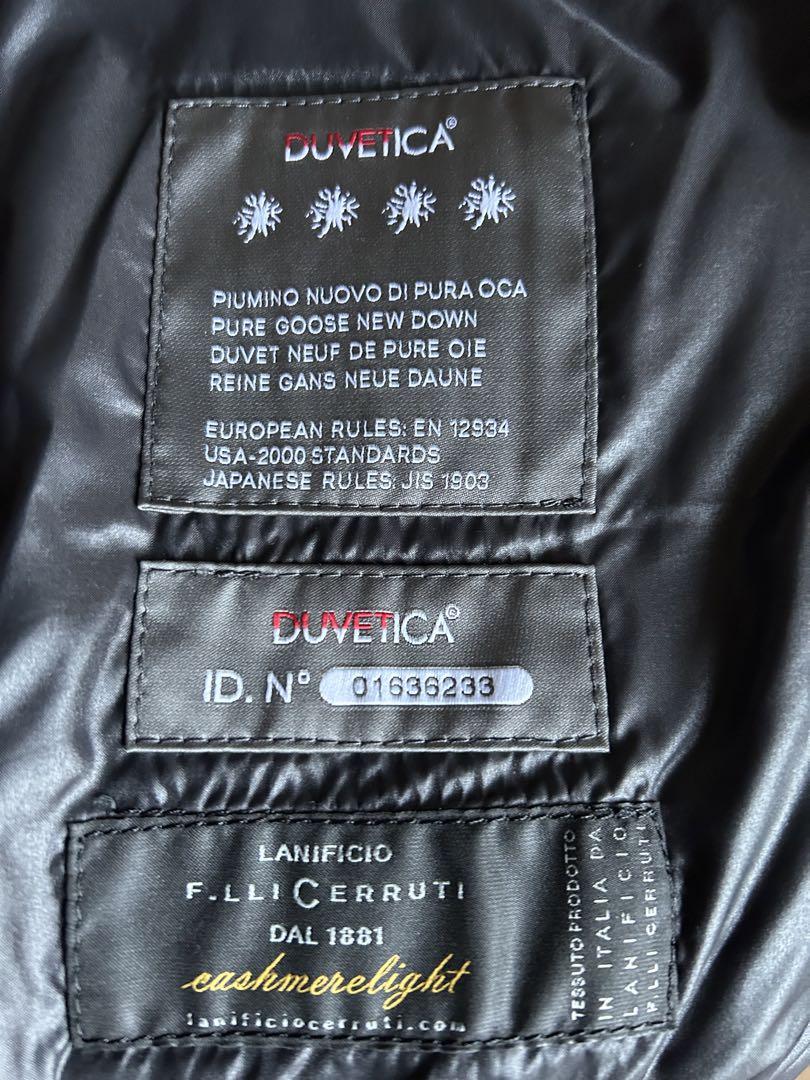 DUVETICA®
PIUMINO NUOVO DI PURA OCA
PURE GOOSE NEW DOWN
DUVET NEUF DE PURE OIE
REINE GANS NEUE DAUNE
EUROPEAN RULES: EN 12934
USA-2000 STANDARDS
JAPANESE RULES: JIS 1903
DUVETICA®
ID. Nº 01636233
LANIFICIO
F.LLI CERRUTI
DAL 1881
cashmerelight
lanificiocerruti.com
TESSUTO PRODOTTO
IN ITALIA DA
LANIFICIO
F.LLI CERRUTI